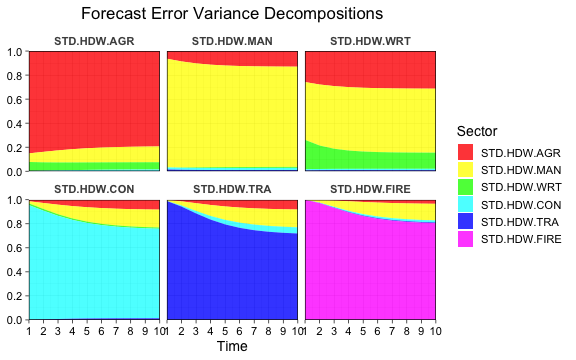 Forecast Error Variance Decompositions
STD.HDW.AGR STD.HDW.MAN STD.HDW.WRT
1.0
0.8
0.6
0.4
0.2
0.0
STD.HDW.CON STD.HDW.TRA STD.HDW.FIRE
1.0
0.8
0.6
0.4
0.2
0.0
1 2 3 4 5 6 7 8 9 10 1 2 3 4 5 6 7 8 9 10 1 2 3 4 5 6 7 8 9 10
Time
Sector
STD.HDW.AGR
STD.HDW.MAN
STD.HDW.WRT
STD.HDW.CON
STD.HDW.TRA
STD.HDW.FIRE